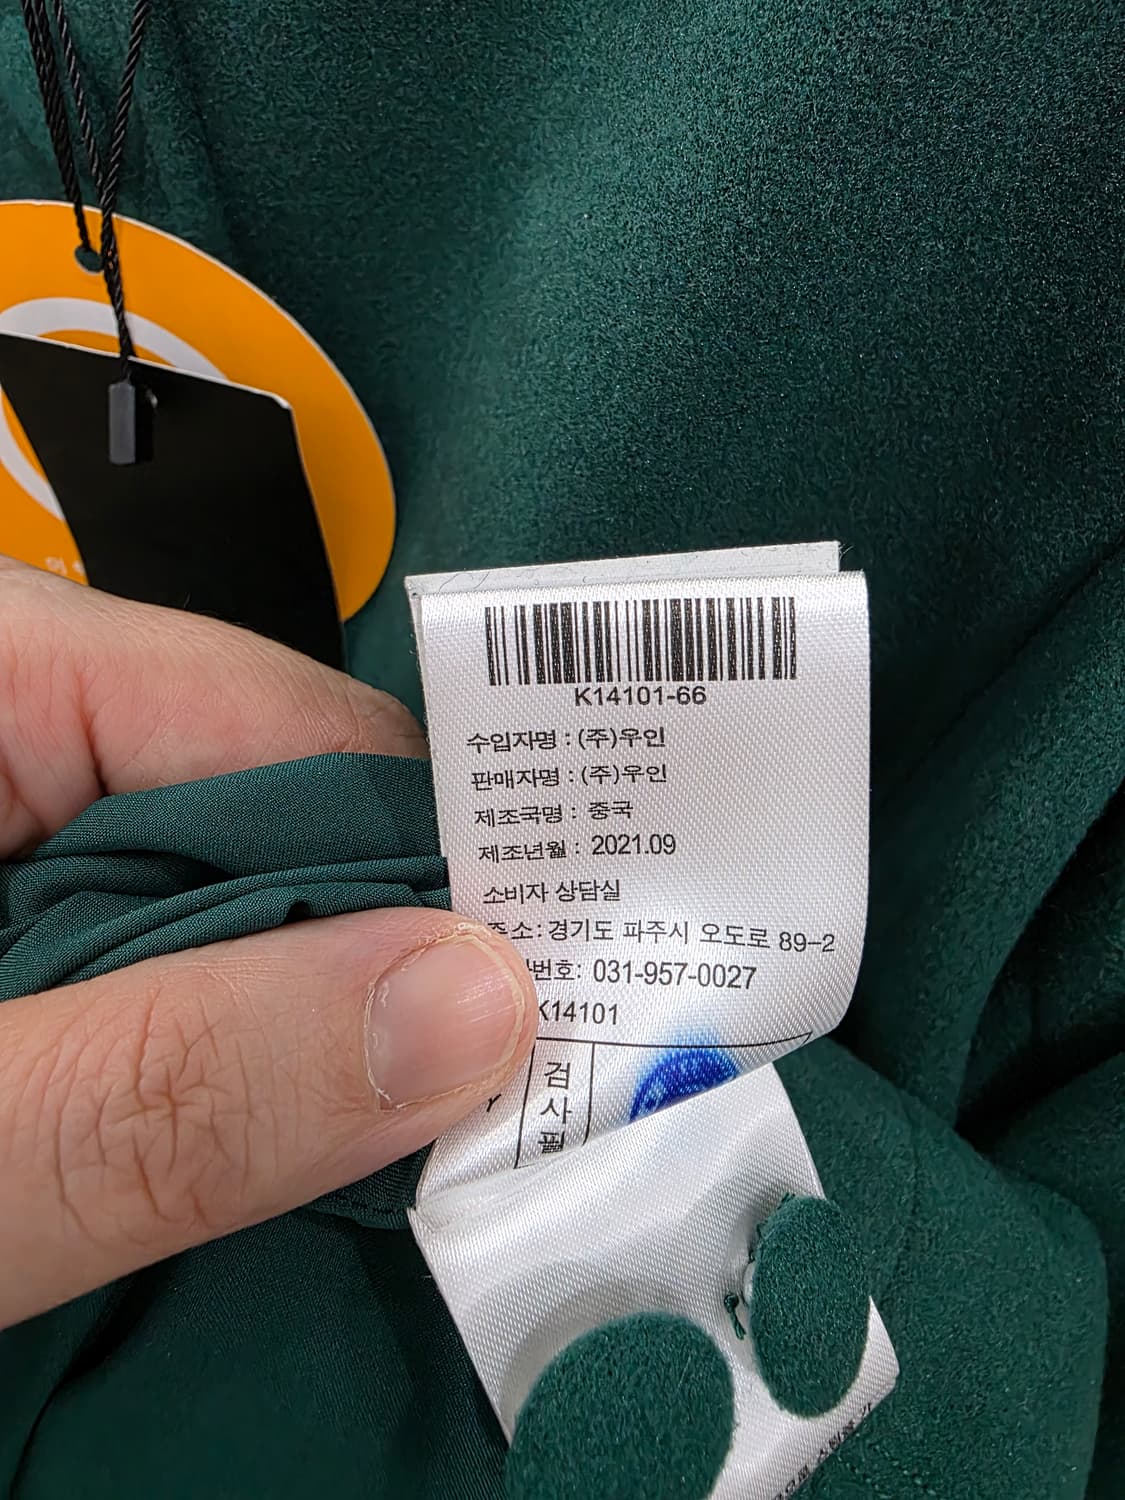 K14101-66
수입자명 : (주)우인
판매자명 : (주)우인
제조국명 : 중국
제조년월 : 2021.09
소비자 상담실
주소: 경기도 파주시 오도로 89-2
번호: 031-957-0027
K14101
검
사
필